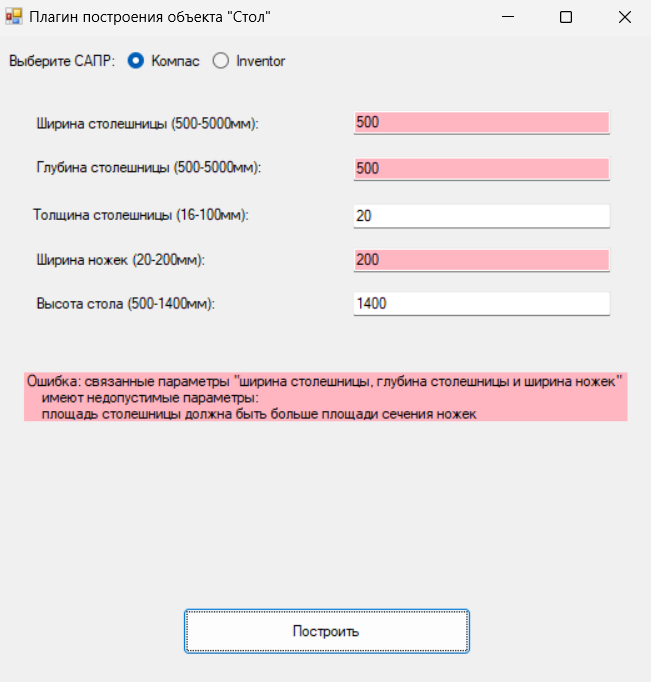 Плагин построения объекта "Стол"
Выберите САПР: Компас Inventor
Ширина столешницы (500-5000мм): 500
Глубина столешницы (500-5000мм): 500
Толщина столешницы (16-100мм): 20
Ширина ножек (20-200мм): 200
Высота стола (500-1400мм): 1400
Ошибка: связанные параметры "ширина столешницы, глубина столешницы и ширина ножек"
имеют недопустимые параметры:
площадь столешницы должна быть больше площади сечения ножек
Построить